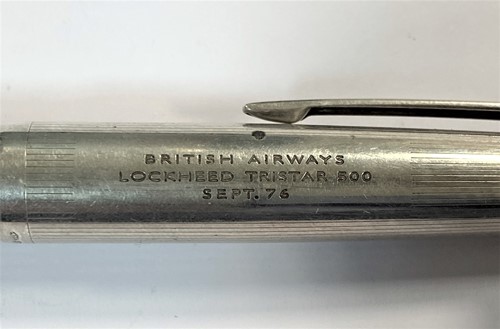 BRITISH AIRWAYS
LOCKHEED TRISTAR 500
SEPT. 76